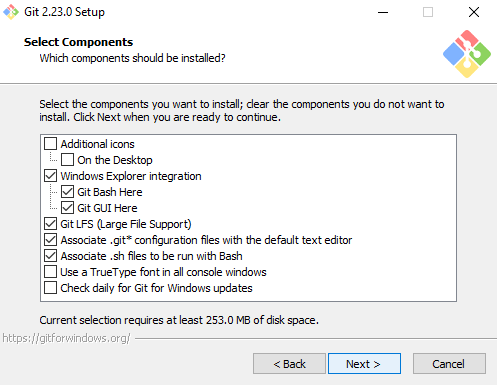 Git 2.23.0 Setup
Select Components
Which components should be installed?
Select the components you want to install; clear the components you do not want to
install. Click Next when you are ready to continue.
Additional icons
On the Desktop
Windows Explorer integration
Git Bash Here
Git GUI Here
Git LFS (Large File Support)
Associate .git* configuration files with the default text editor
Associate .sh files to be run with Bash
Use a TrueType font in all console windows
Check daily for Git for Windows updates
Current selection requires at least 253.0 MB of disk space.
https://gitforwindows.org/
< Back
Next >
Cancel